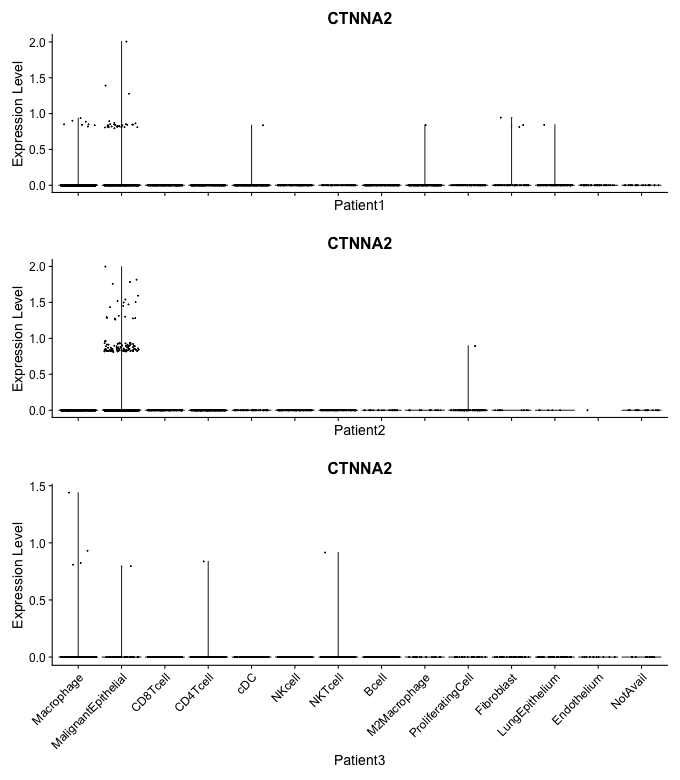 CTNNA2
2.0
1.5
1.0
0.5
0.0
Expression Level
Patient1
CTNNA2
2.0
1.5
1.0
0.5
0.0
Expression Level
Patient2
CTNNA2
1.5
1.0
0.5
0.0
Expression Level
Macrophage
MalignantEpithelial
CD8Tcell
CD4Tcell
cDC
NKcell
NKTcell
Bcell
M2Macrophage
ProliferatingCell
Fibroblast
LungEpithelium
Endothelium
NotAvail
Patient3